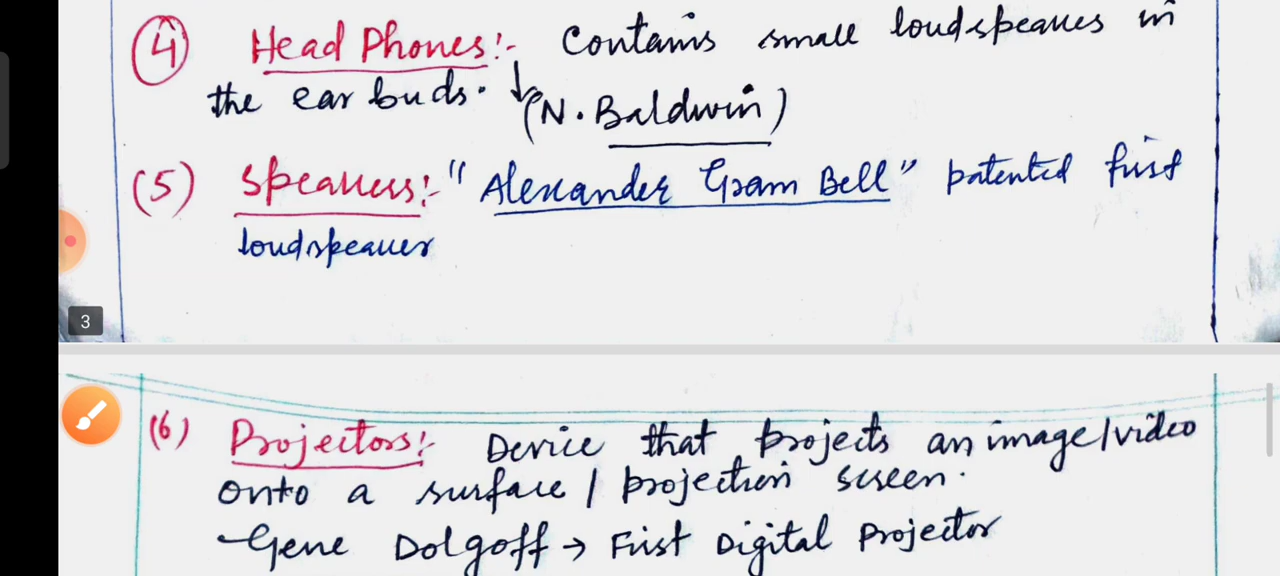 (4) Head Phones:- Contains small loudspeakers in
the ear buds. ↓(N. Baldwin)
(5) Speakers:- "Alexander Gram Bell" patented first
loudspeaker
3
(6) Projectors:- Device that projects an image/video
onto a surface / projection screen.
- Gene Dolgoff → First Digital Projector